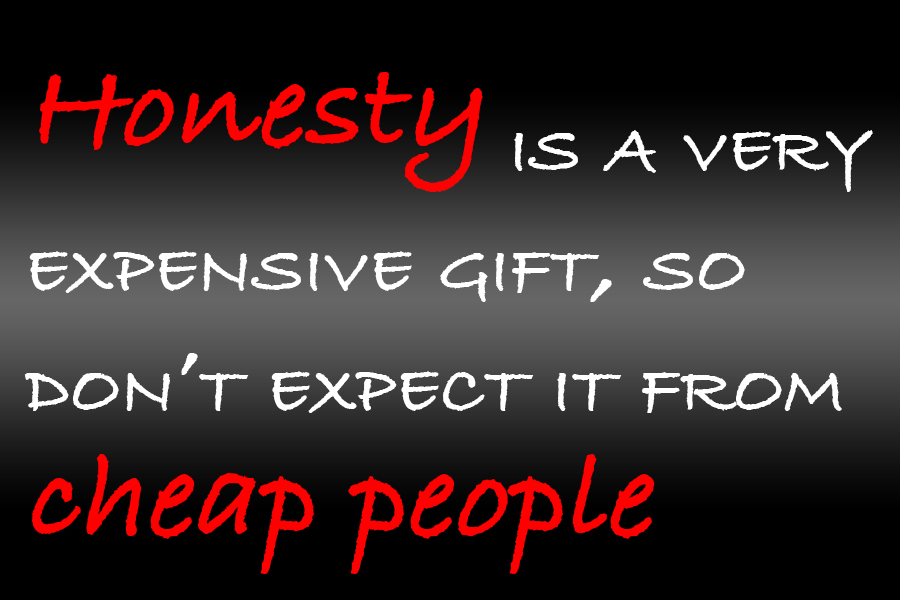 Honesty IS A VERY
EXPENSIVE GIFT, SO
DON'T EXPECT IT FROM
cheap people